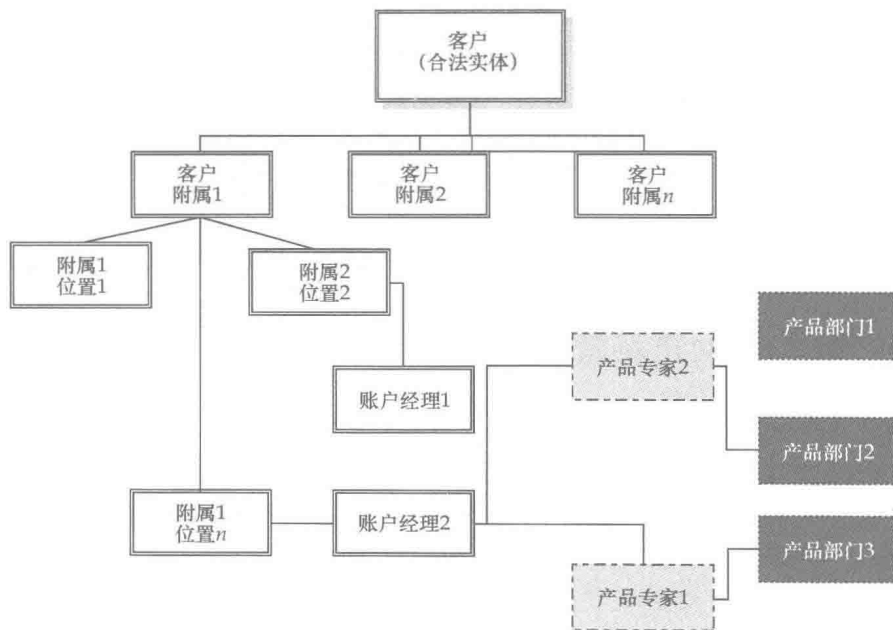 客户
（合法实体）
客户
附属1
客户
附属2
客户
附属n
附属1
位置1
附属2
位置2
产品部门1
产品专家2
账户经理1
产品部门2
附属1
位置n
账户经理2
产品部门3
产品专家1